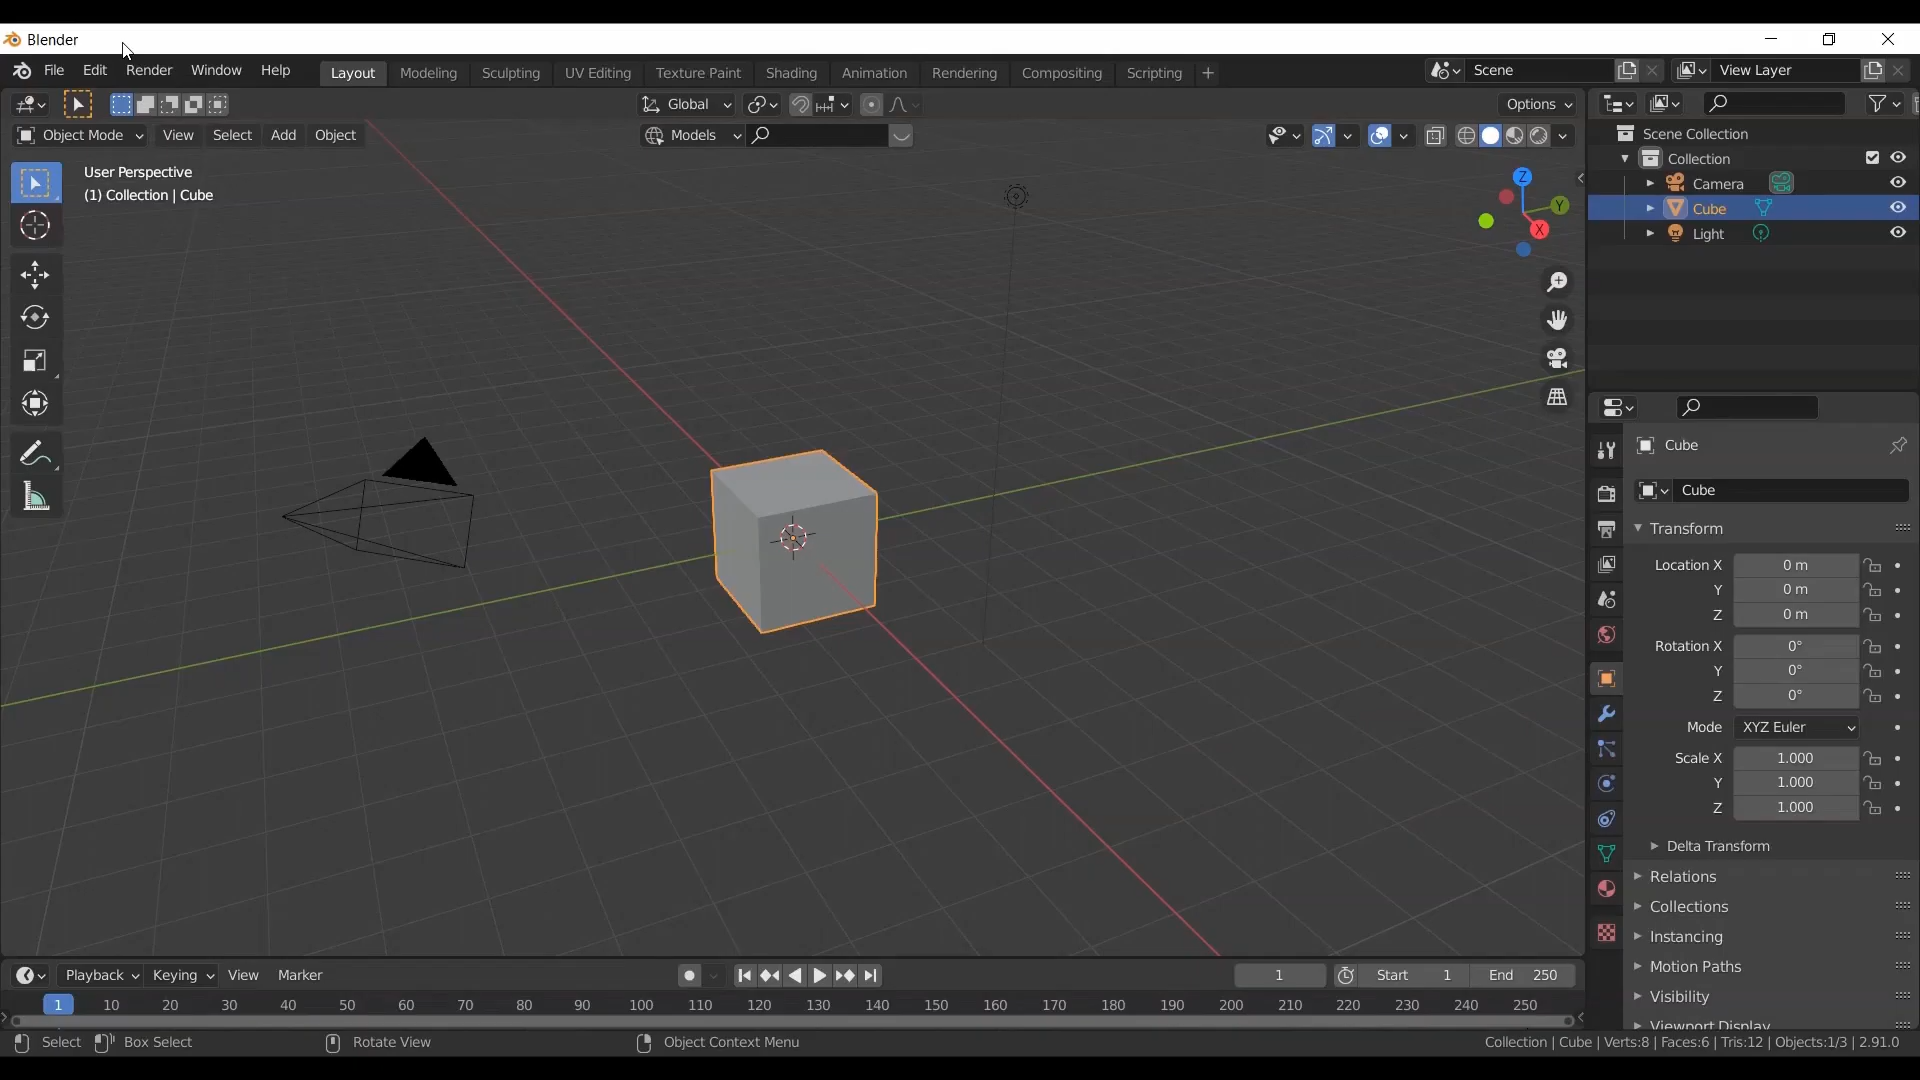 Blender
File Edit Render Window Help Layout Modeling Sculpting UV Editing Texture Paint Shading Animation Rendering Compositing Scripting + Scene View Layer
Global Options
Object Mode View Select Add Object Models
User Perspective
(1) Collection | Cube
Z
Y
X
Scene Collection
Collection
Camera
Cube
Light
Cube
Cube
Transform
Location X 0 m
Y 0 m
Z 0 m
Rotation X 0°
Y 0°
Z 0°
Mode XYZ Euler
Scale X 1.000
Y 1.000
Z 1.000
Delta Transform
Relations
Collections
Instancing
Motion Paths
Visibility
Viewport Display
Playback Keying View Marker 1 Start 1 End 250
1 10 20 30 40 50 60 70 80 90 100 110 120 130 140 150 160 170 180 190 200 210 220 230 240 250
Select Box Select Rotate View Object Context Menu Collection | Cube | Verts:8 | Faces:6 | Tris:12 | Objects:1/3 | 2.91.0